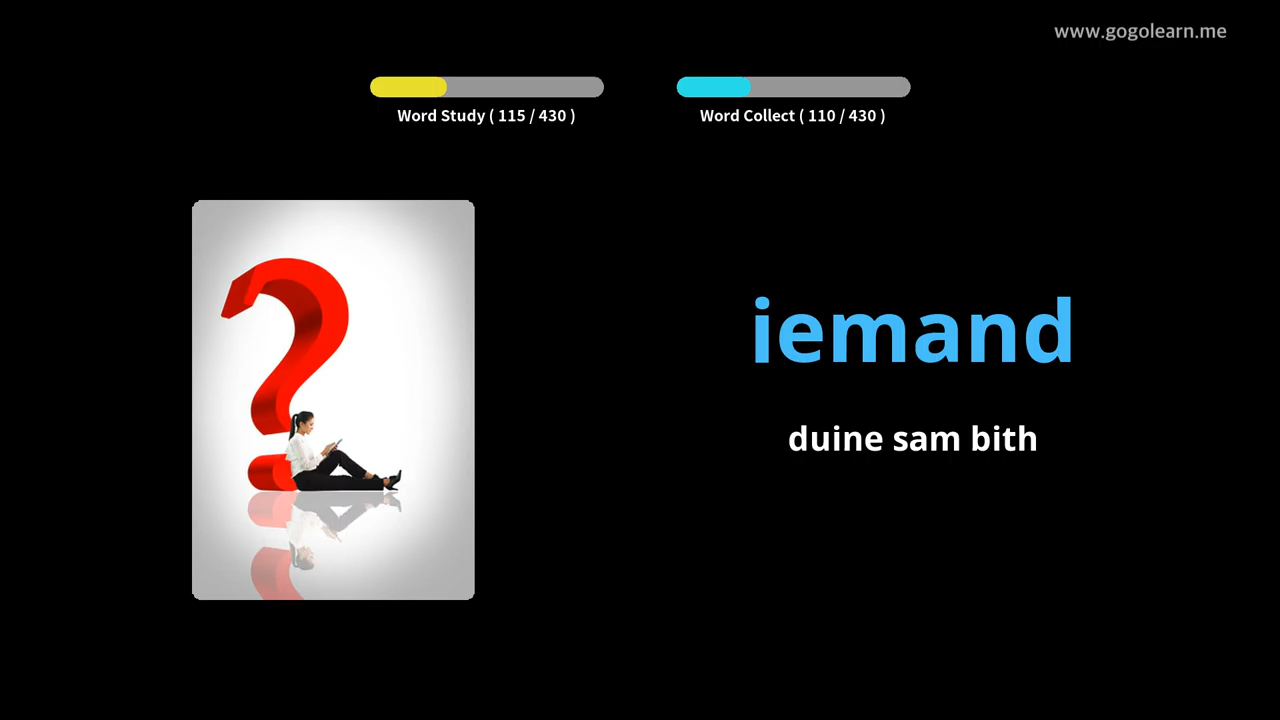 www.gogolearn.me
Word Study ( 115 / 430 )
Word Collect ( 110 / 430 )
iemand
duine sam bith